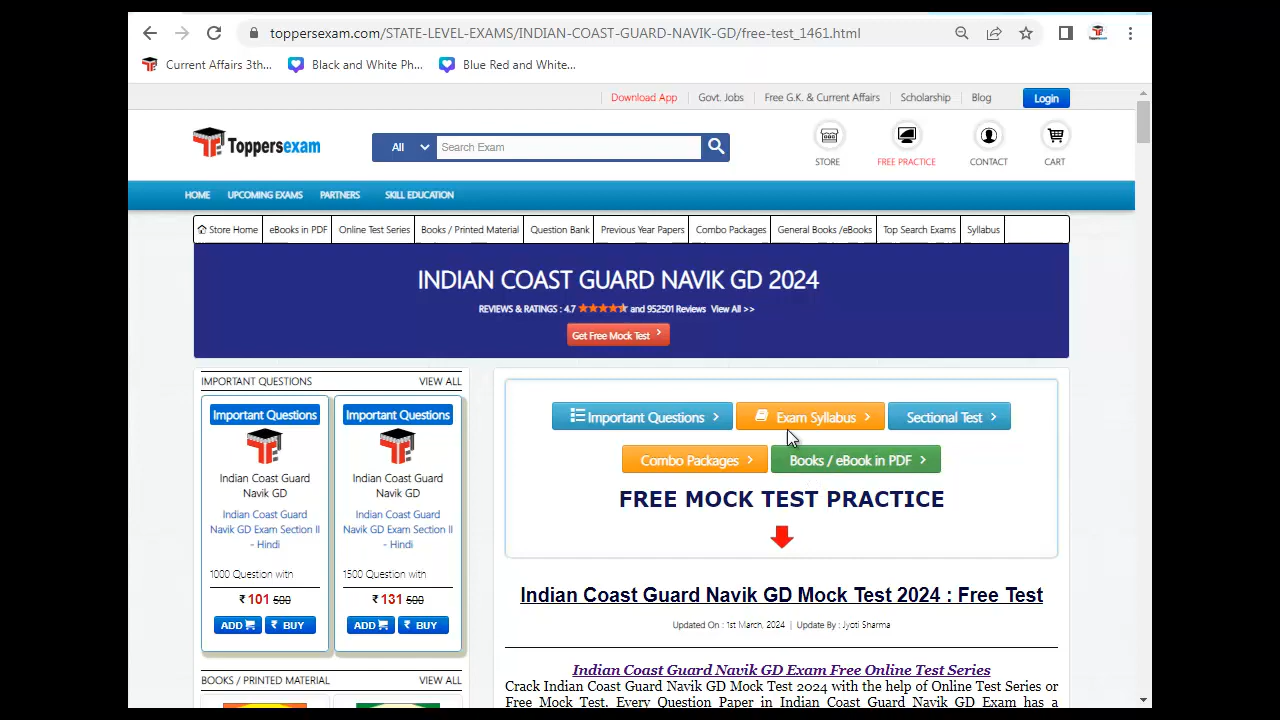 toppersexam.com/STATE-LEVEL-EXAMS/INDIAN-COAST-GUARD-NAVIK-GD/free-test_1461.html
Current Affairs 3th... Black and White Ph... Blue Red and White...
Download App Govt. Jobs Free G.K. & Current Affairs Scholarship Blog Login
Toppersexam
All Search Exam
STORE FREE PRACTICE CONTACT CART
HOME UPCOMING EXAMS PARTNERS SKILL EDUCATION
Store Home eBooks in PDF Online Test Series Books / Printed Material Question Bank Previous Year Papers Combo Packages General Books /eBooks Top Search Exams Syllabus
INDIAN COAST GUARD NAVIK GD 2024
REVIEWS & RATINGS : 4.7 and 952501 Reviews View All >>
Get Free Mock Test
IMPORTANT QUESTIONS VIEW ALL
Important Questions
Indian Coast Guard
Navik GD
Indian Coast Guard
Navik GD Exam Section II
- Hindi
1000 Question with
₹ 101 500
ADD ₹ BUY
Important Questions
Indian Coast Guard
Navik GD
Indian Coast Guard
Navik GD Exam Section II
- Hindi
1500 Question with
₹ 131 500
ADD ₹ BUY
BOOKS / PRINTED MATERIAL VIEW ALL
Important Questions Exam Syllabus Sectional Test
Combo Packages Books / eBook in PDF
FREE MOCK TEST PRACTICE
Indian Coast Guard Navik GD Mock Test 2024 : Free Test
Updated On : 1st March, 2024 | Update By : Jyoti Sharma
Indian Coast Guard Navik GD Exam Free Online Test Series
Crack Indian Coast Guard Navik GD Mock Test 2024 with the help of Online Test Series or
Free Mock Test. Every Question Paper in Indian Coast Guard Navik GD Exam has a